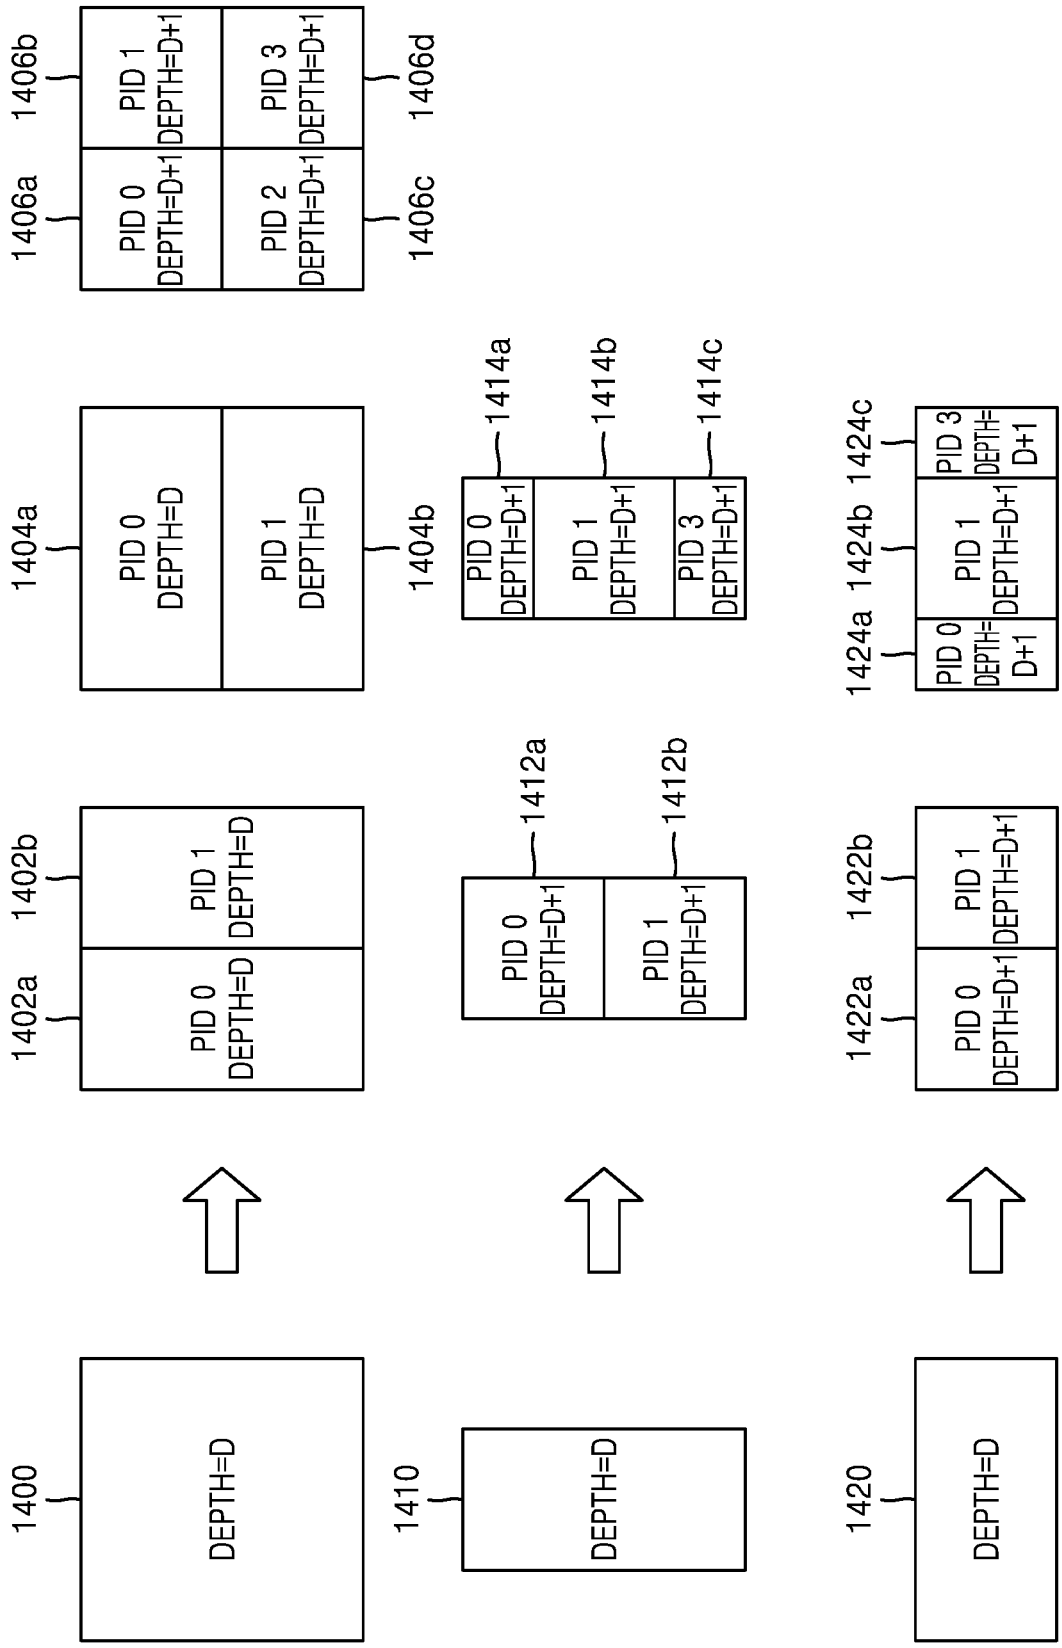 1400
DEPTH=D
1402a
1402b
PID 0
DEPTH=D
PID 1
DEPTH=D
1404a
PID 0
DEPTH=D
PID 1
DEPTH=D
1404b
1406a
1406b
PID 0
DEPTH=D+1
PID 1
DEPTH=D+1
PID 2
DEPTH=D+1
PID 3
DEPTH=D+1
1406c
1406d
1410
DEPTH=D
PID 0
DEPTH=D+1
1412a
PID 1
DEPTH=D+1
1412b
PID 0
DEPTH=D+1
1414a
PID 1
DEPTH=D+1
1414b
PID 3
DEPTH=D+1
1414c
1420
DEPTH=D
1422a
1422b
PID 0
DEPTH=D+1
PID 1
DEPTH=D+1
1424a
1424b
1424c
PID 0
DEPTH=
D+1
PID 1
DEPTH=D+1
PID 3
DEPTH=
D+1